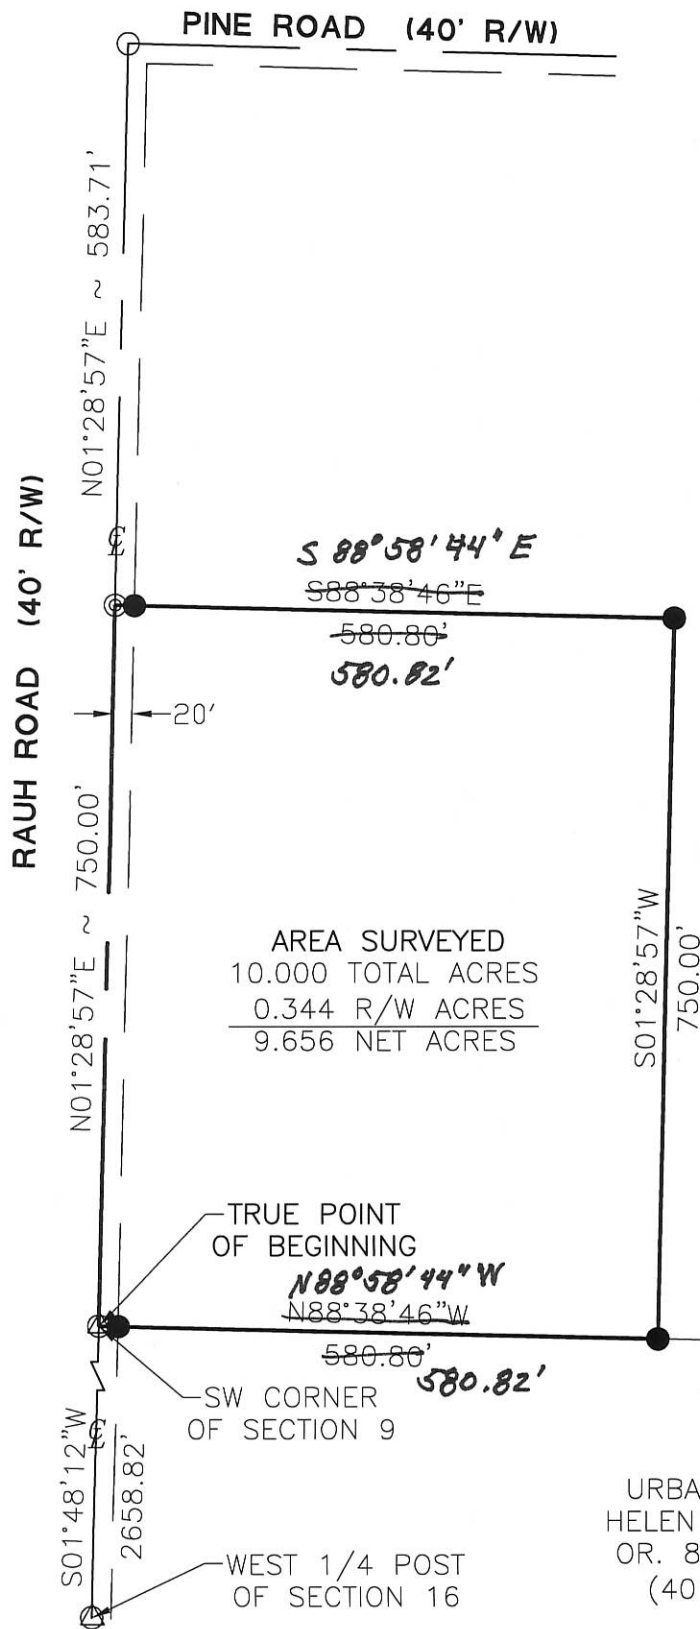 PINE ROAD (40' R/W)
N01°28'57"E ~ 583.71'
RAUH ROAD (40' R/W)
℄
S 88°58'44" E
S88°38'46"E
580.80'
580.82'
20'
N01°28'57"E ~ 750.00'
AREA SURVEYED
10.000 TOTAL ACRES
0.344 R/W ACRES
9.656 NET ACRES
S01°28'57"W
750.00'
TRUE POINT
OF BEGINNING
N88°58'44" W
N88°38'46"W
580.80'
580.82'
SW CORNER
OF SECTION 9
℄
S01°48'12"W
2658.82'
WEST 1/4 POST
OF SECTION 16
URBA
HELEN
OR. 8
(40